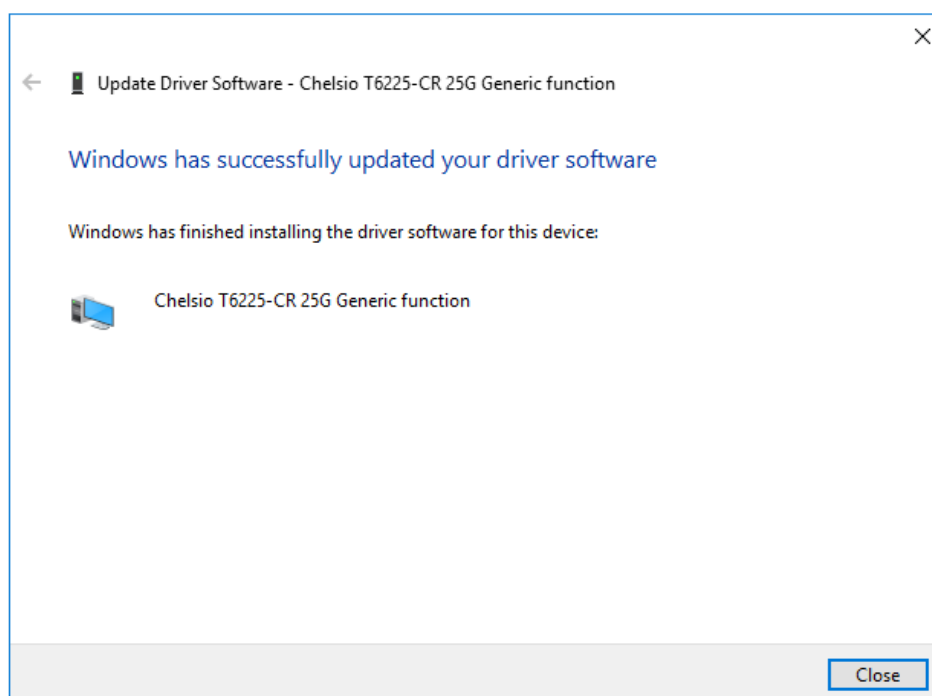 Update Driver Software - Chelsio T6225-CR 25G Generic function
Windows has successfully updated your driver software
Windows has finished installing the driver software for this device:
Chelsio T6225-CR 25G Generic function
Close